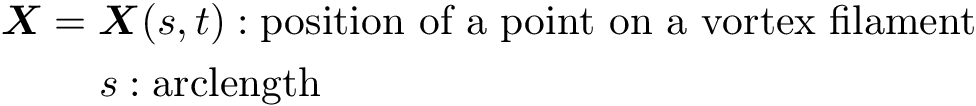 X = X(s, t) : position of a point on a vortex filament
s : arclength